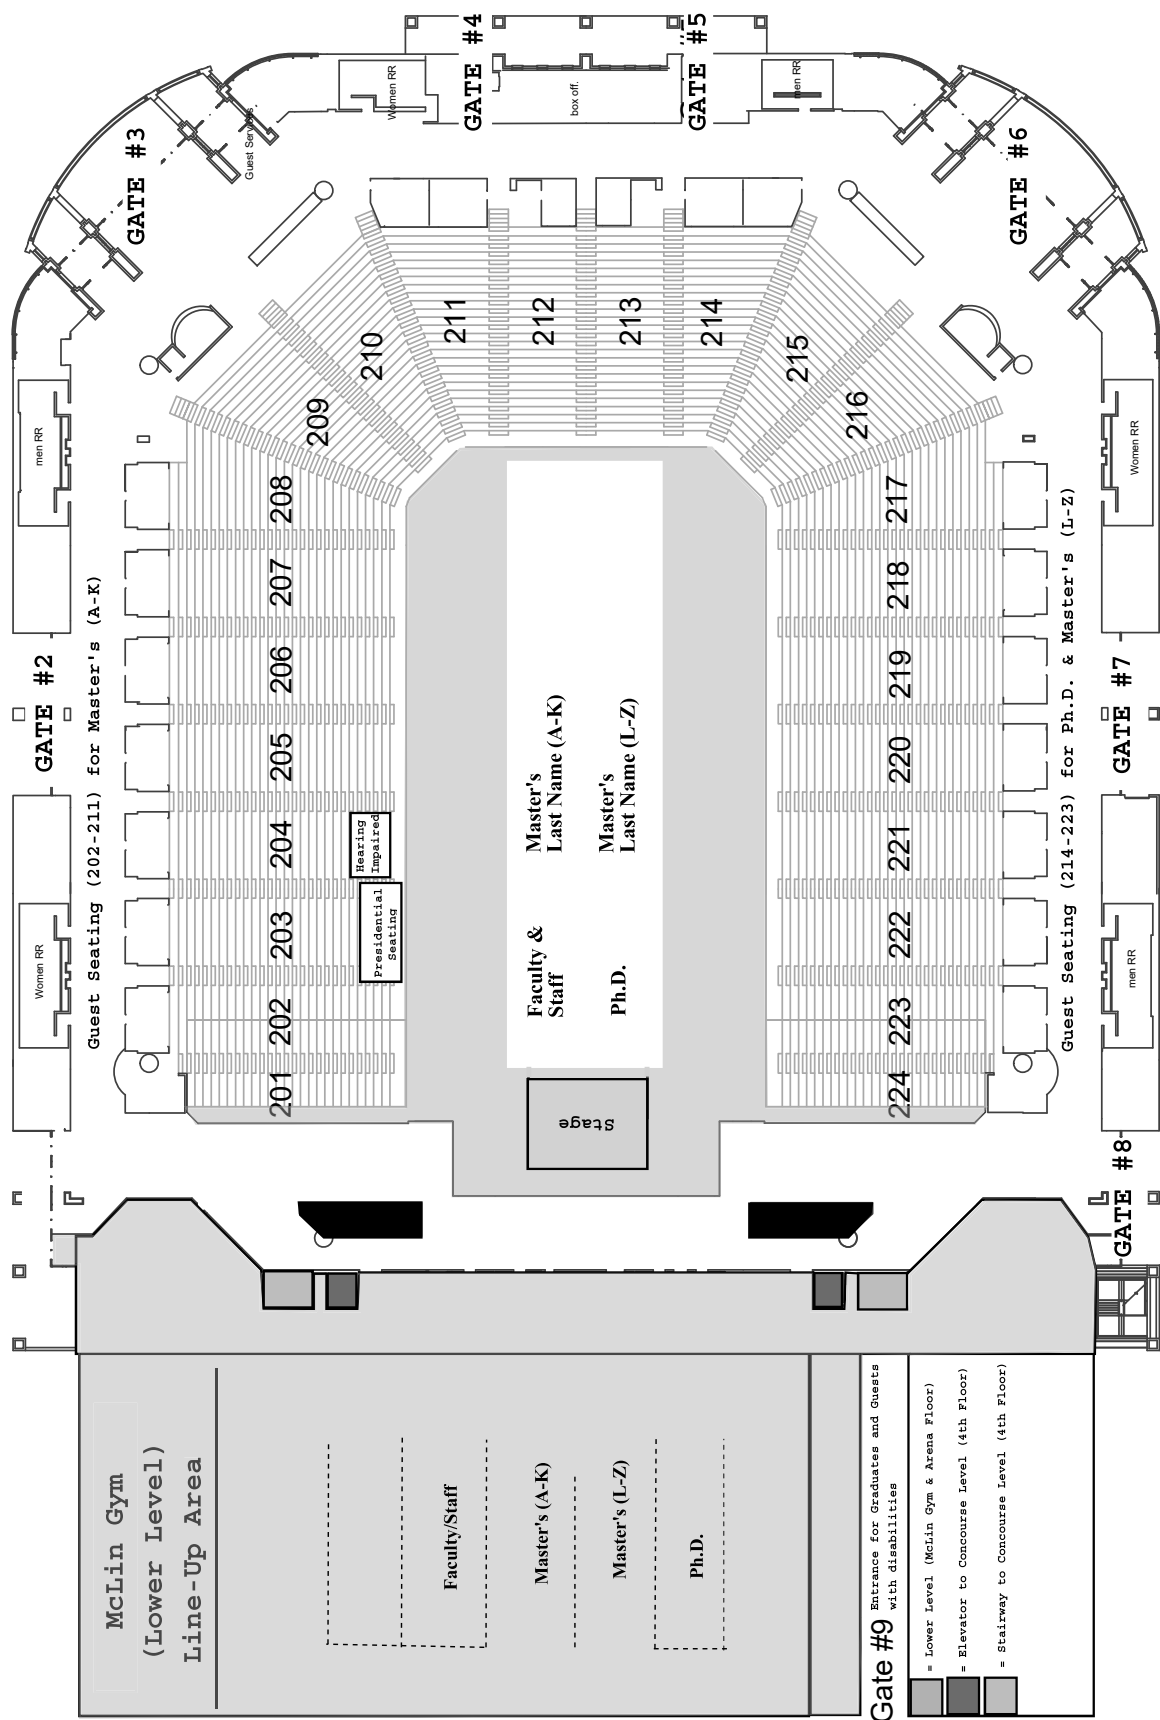 GATE #4
GATE #5
GATE #3
GATE #6
Guest Services
Women RR
box off.
men RR
GATE #2
men RR
Women RR
Guest Seating (202-211) for Master's (A-K)
201
202
203
204
205
206
207
208
209
210
211
212
213
214
215
216
217
218
219
220
221
222
223
224
Hearing
Impaired
Presidential
Seating
Master's
Last Name (A-K)
Master's
Last Name (L-Z)
Faculty &
Staff
Ph.D.
Stage
Guest Seating (214-223) for Ph.D. & Master's (L-Z)
Women RR
men RR
GATE #7
GATE #8
McLin Gym
(Lower Level)
Line-Up Area
Faculty/Staff
Master's (A-K)
Master's (L-Z)
Ph.D.
Gate #9
Entrance for Graduates and Guests
with disabilities
= Lower Level (McLin Gym & Arena Floor)
= Elevator to Concourse Level (4th Floor)
= Stairway to Concourse Level (4th Floor)